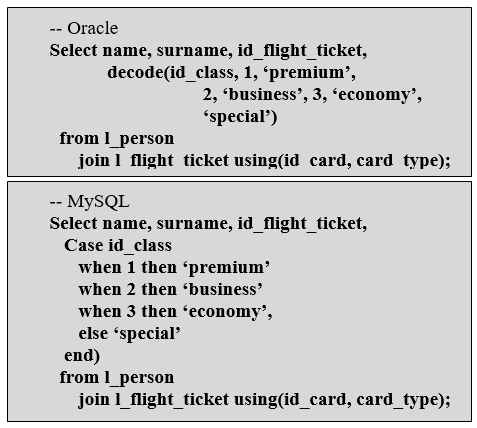 -- Oracle
Select name, surname, id_flight_ticket,
decode(id_class, 1, ‘premium’,
2, ‘business’, 3, ‘economy’,
‘special’)
from l_person
join l_flight_ticket using(id_card, card_type);
-- MySQL
Select name, surname, id_flight_ticket,
Case id_class
when 1 then ‘premium’
when 2 then ‘business’
when 3 then ‘economy’,
else ‘special’
end)
from l_person
join l_flight_ticket using(id_card, card_type);